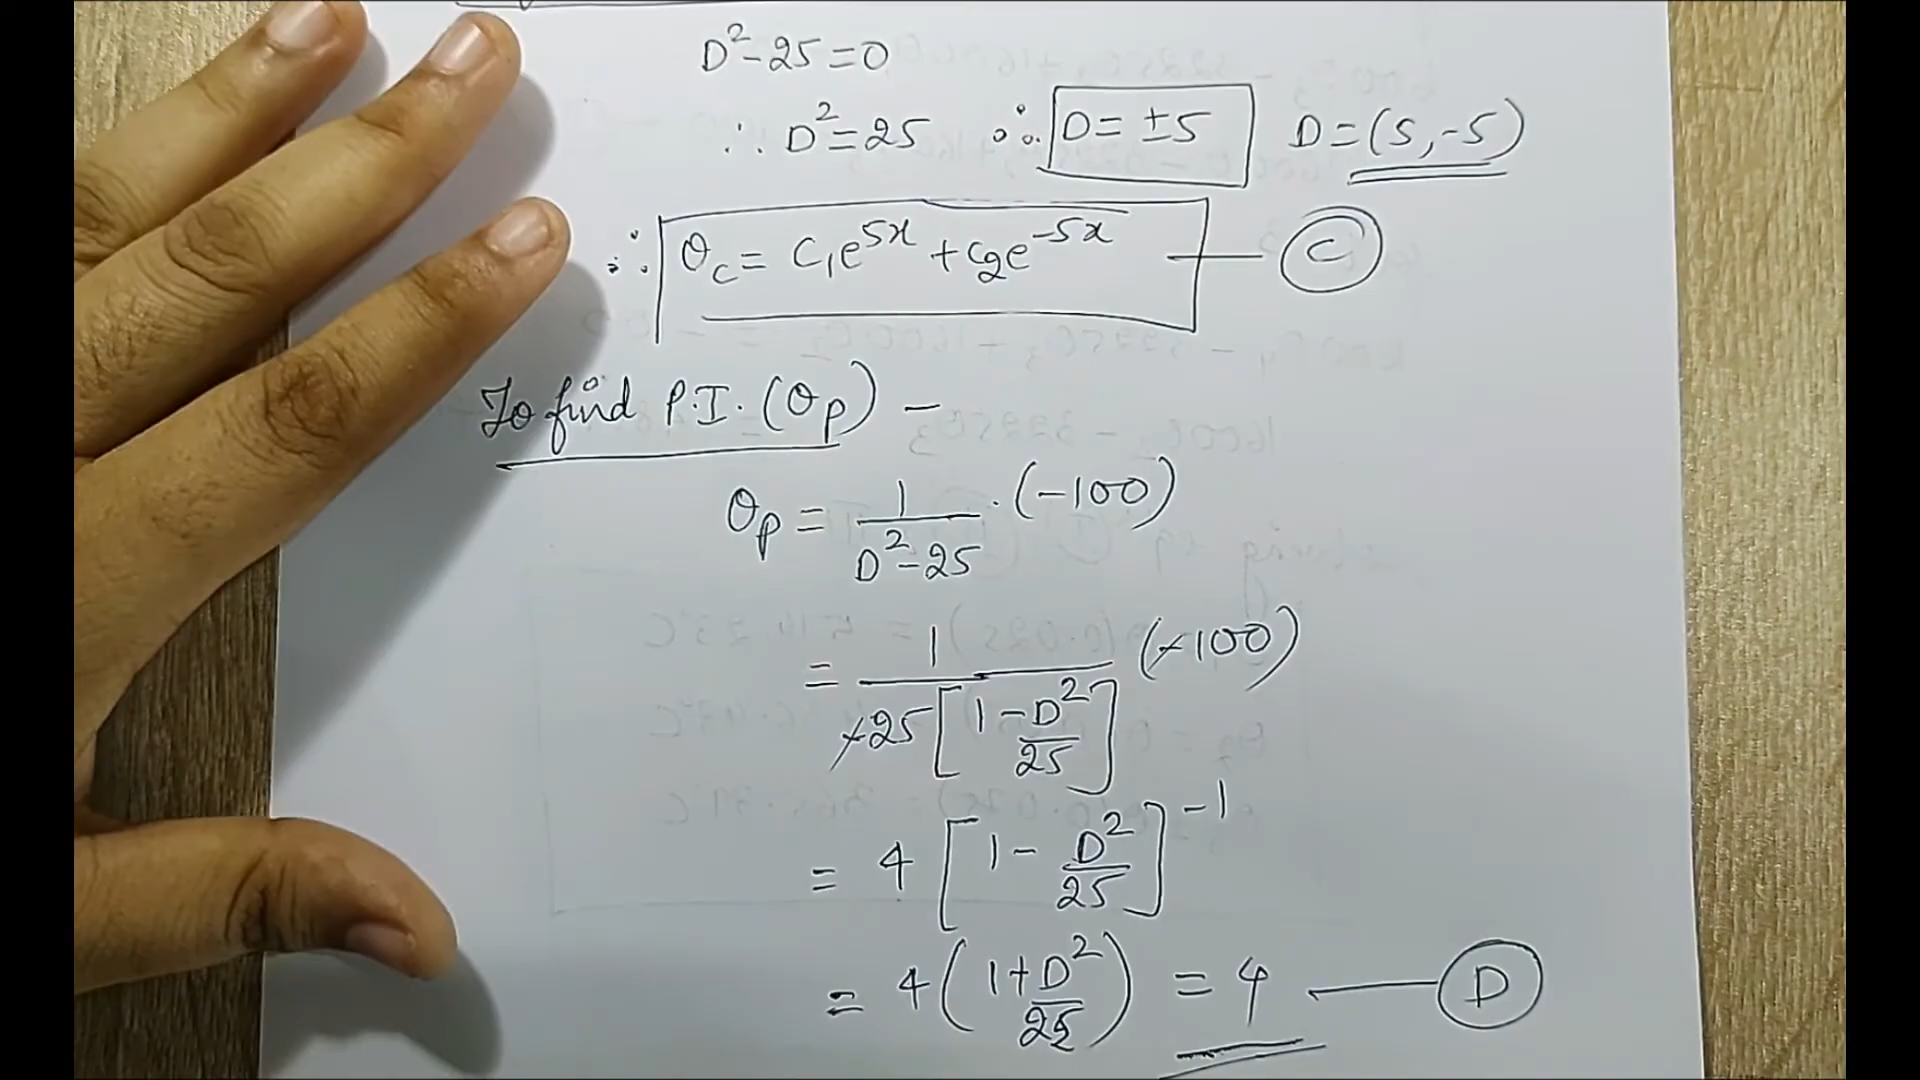 D²-25=0
∴ D²=25 ∴ D=±5 D=(5,-5)
∴ θc= C₁e^5x + C₂e^-5x — C
To find P.I. (θp) -
θp = 1/(D²-25) . (-100)
= 1/(-25[1-D²/25]) (-100)
= 4 [1- D²/25]^-1
= 4(1+D²/25) = 4 — D